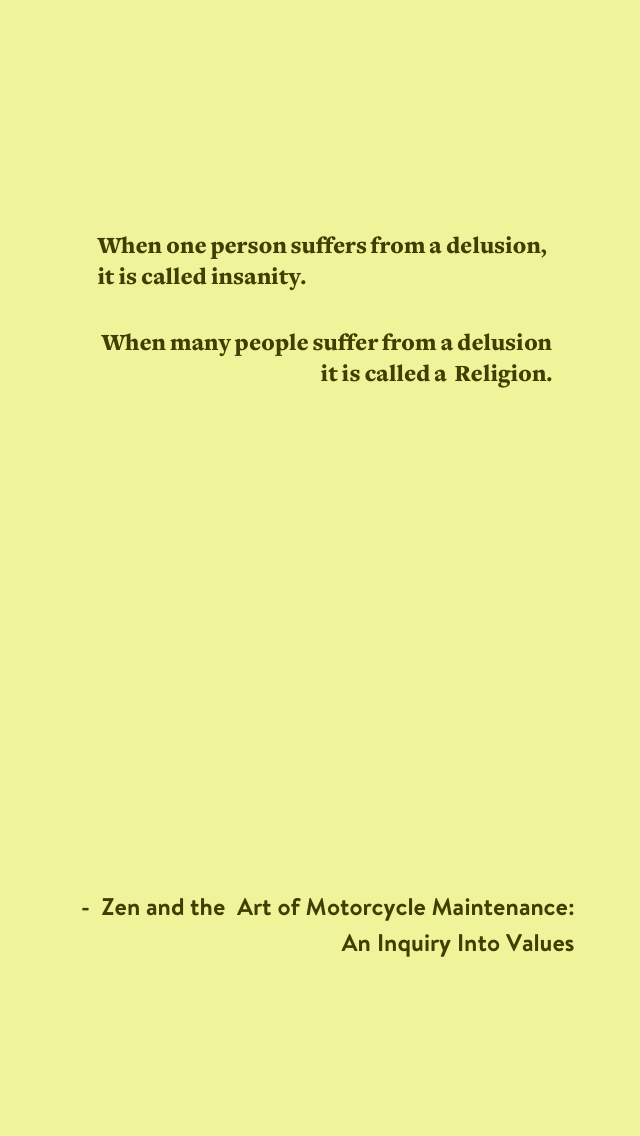 When one person suffers from a delusion,
it is called insanity.
When many people suffer from a delusion
it is called a Religion.
- Zen and the Art of Motorcycle Maintenance:
An Inquiry Into Values